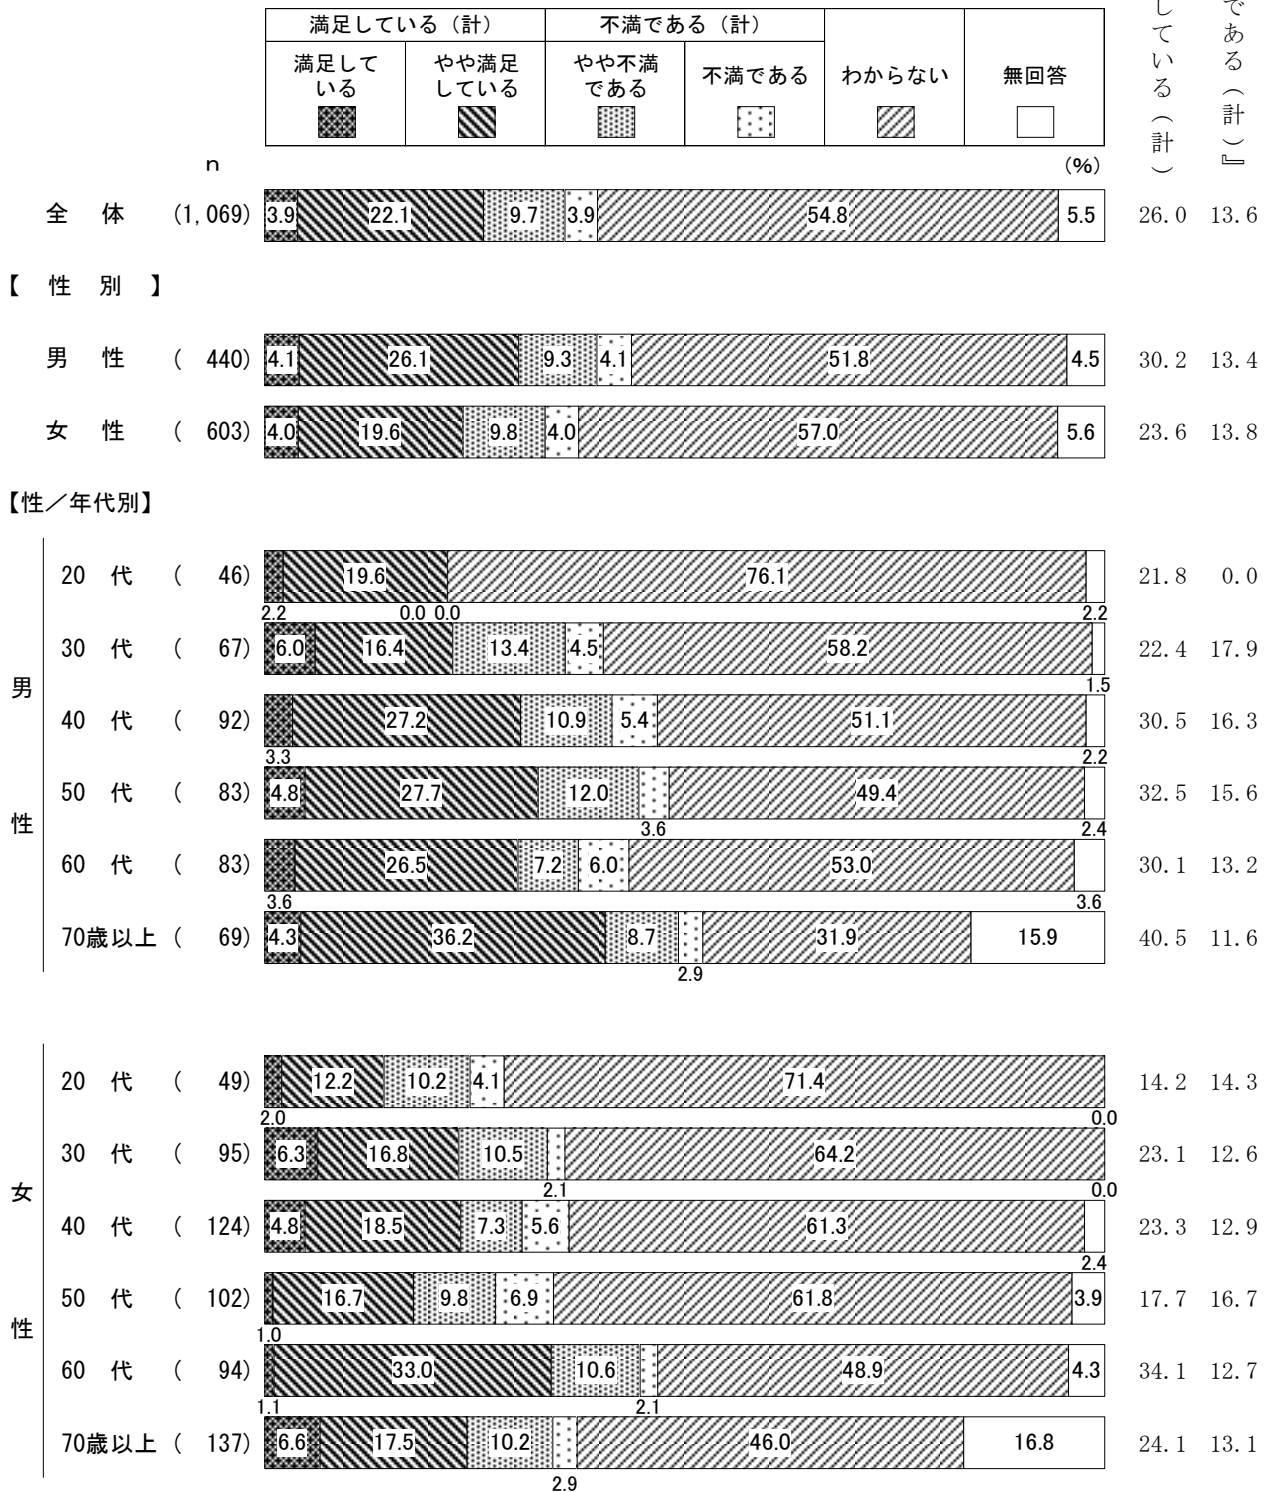 満足している（計） 不満である（計）
満足して
いる
やや満足
している
やや不満
である
不満である
わからない
無回答
している（計）
である（計）』
n (%)
全 体 (1,069) 3.9 22.1 9.7 3.9 54.8 5.5 26.0 13.6
【 性 別 】
男 性 ( 440) 4.1 26.1 9.3 4.1 51.8 4.5 30.2 13.4
女 性 ( 603) 4.0 19.6 9.8 4.0 57.0 5.6 23.6 13.8
【性／年代別】
男性
20 代 ( 46) 19.6 76.1 21.8 0.0
2.2 0.0 0.0 2.2
30 代 ( 67) 6.0 16.4 13.4 4.5 58.2 22.4 17.9
1.5
40 代 ( 92) 27.2 10.9 5.4 51.1 30.5 16.3
3.3 2.2
50 代 ( 83) 4.8 27.7 12.0 49.4 32.5 15.6
3.6 2.4
60 代 ( 83) 26.5 7.2 6.0 53.0 30.1 13.2
3.6 3.6
70歳以上 ( 69) 4.3 36.2 8.7 31.9 15.9 40.5 11.6
2.9
女性
20 代 ( 49) 12.2 10.2 4.1 71.4 14.2 14.3
2.0 0.0
30 代 ( 95) 6.3 16.8 10.5 64.2 23.1 12.6
2.1 0.0
40 代 ( 124) 4.8 18.5 7.3 5.6 61.3 23.3 12.9
2.4
50 代 ( 102) 16.7 9.8 6.9 61.8 3.9 17.7 16.7
1.0
60 代 ( 94) 33.0 10.6 48.9 4.3 34.1 12.7
1.1 2.1
70歳以上 ( 137) 6.6 17.5 10.2 46.0 16.8 24.1 13.1
2.9